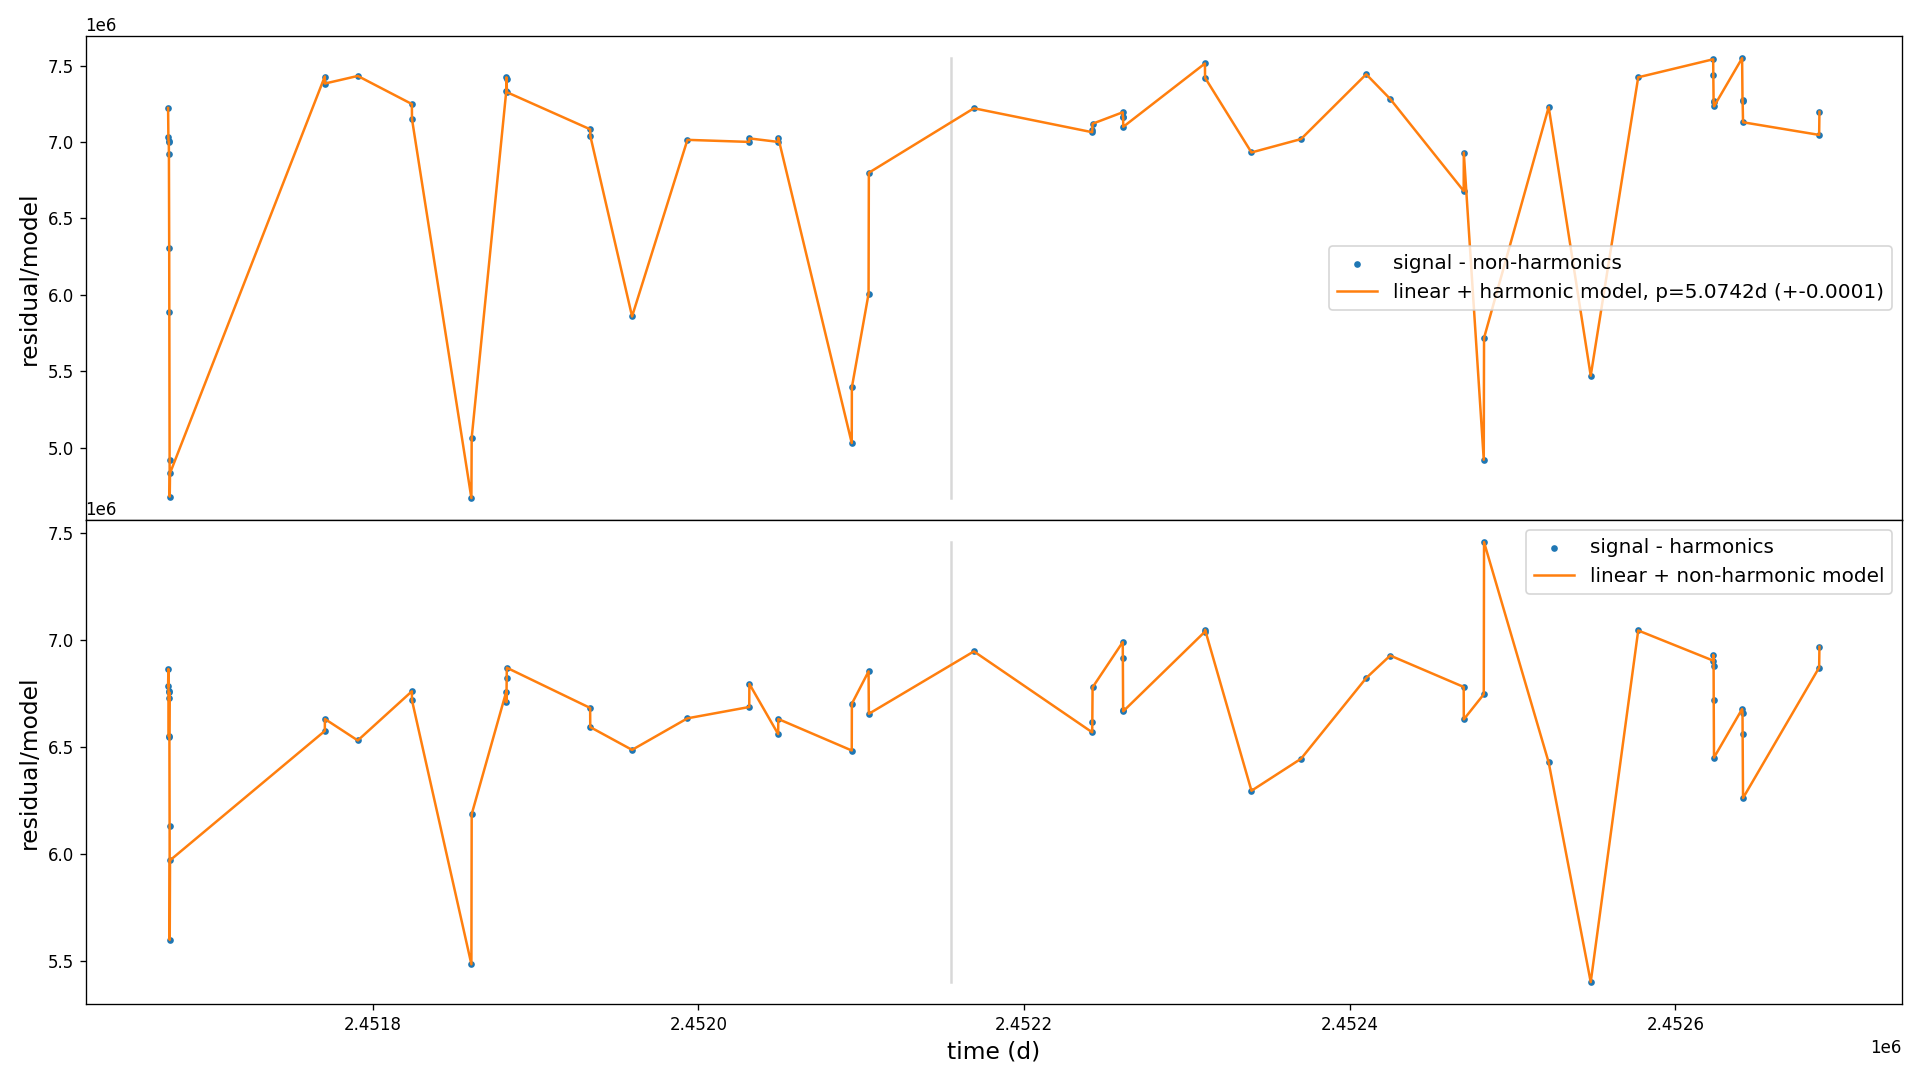 1e6
7.5
7.0
6.5
6.0
5.5
5.0
residual/model
signal - non-harmonics
linear + harmonic model, p=5.0742d (+-0.0001)
1e6
7.5
7.0
6.5
6.0
5.5
residual/model
signal - harmonics
linear + non-harmonic model
2.4518 2.4520 2.4522 2.4524 2.4526
time (d)
1e6